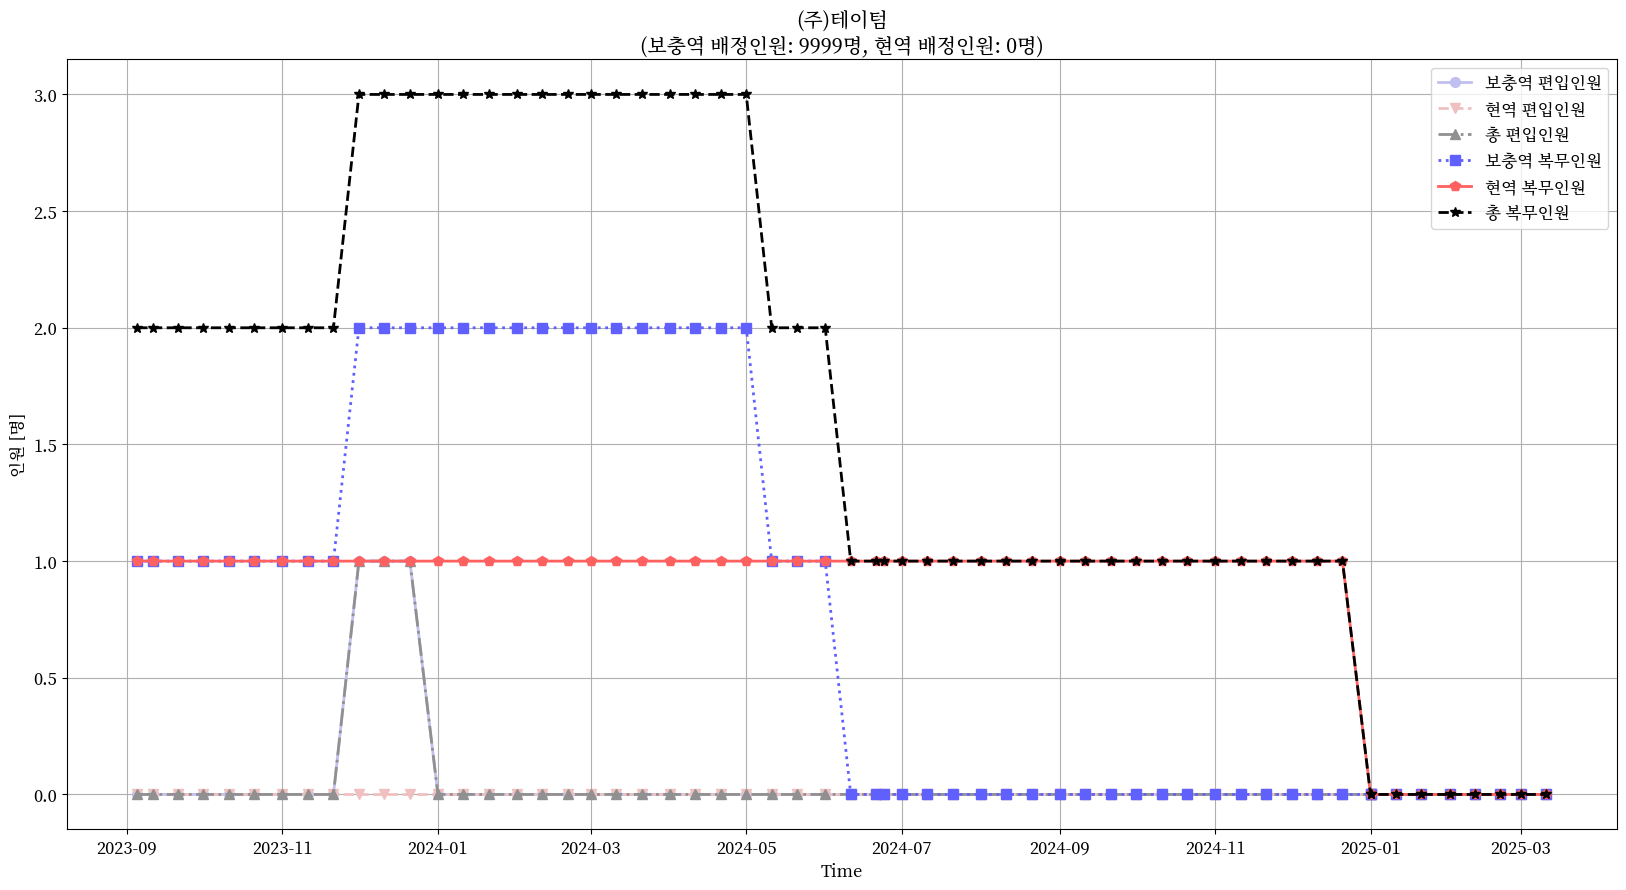 (주)테이텀
(보충역 배정인원: 9999명, 현역 배정인원: 0명)
보충역 편입인원
현역 편입인원
총 편입인원
보충역 복무인원
현역 복무인원
총 복무인원
인원 [명]
3.0
2.5
2.0
1.5
1.0
0.5
0.0
2023-09 2023-11 2024-01 2024-03 2024-05 2024-07 2024-09 2024-11 2025-01 2025-03
Time